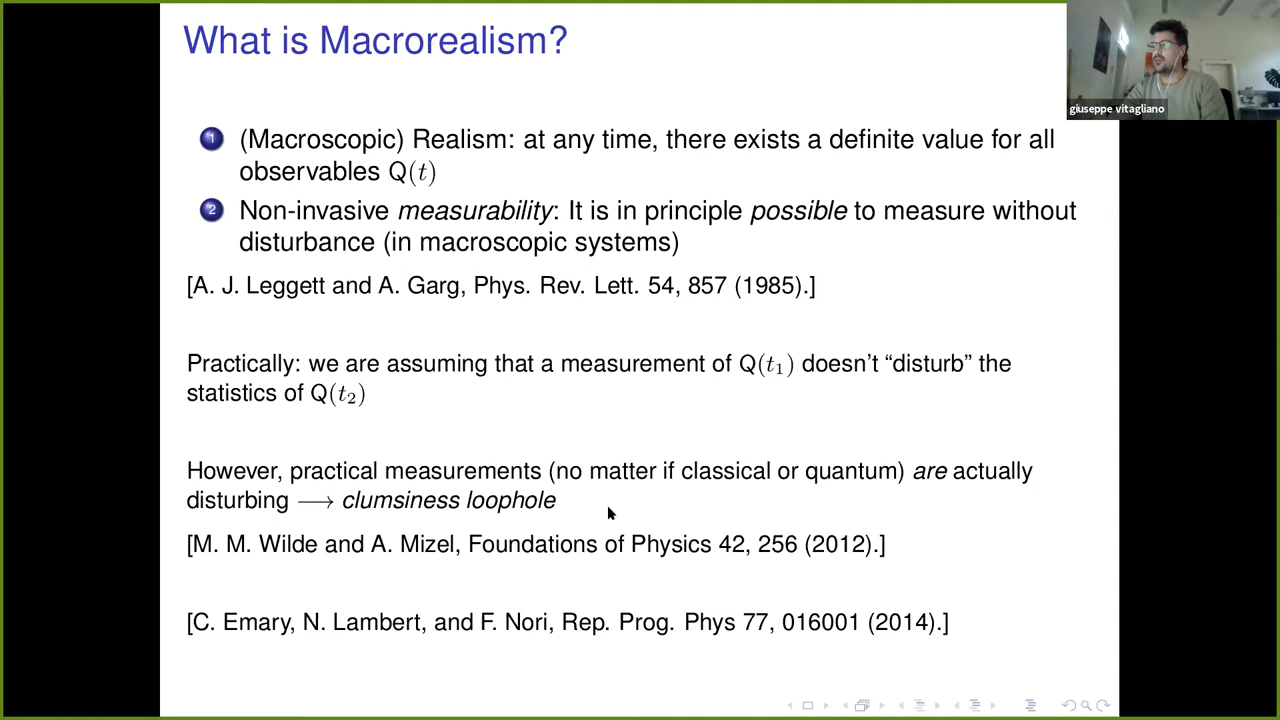 What is Macrorealism?
giuseppe vitagliano
1 (Macroscopic) Realism: at any time, there exists a definite value for all
observables Q(t)
2 Non-invasive measurability: It is in principle possible to measure without
disturbance (in macroscopic systems)
[A. J. Leggett and A. Garg, Phys. Rev. Lett. 54, 857 (1985).]
Practically: we are assuming that a measurement of Q(t₁) doesn't “disturb” the
statistics of Q(t₂)
However, practical measurements (no matter if classical or quantum) are actually
disturbing ⟶ clumsiness loophole
[M. M. Wilde and A. Mizel, Foundations of Physics 42, 256 (2012).]
[C. Emary, N. Lambert, and F. Nori, Rep. Prog. Phys 77, 016001 (2014).]